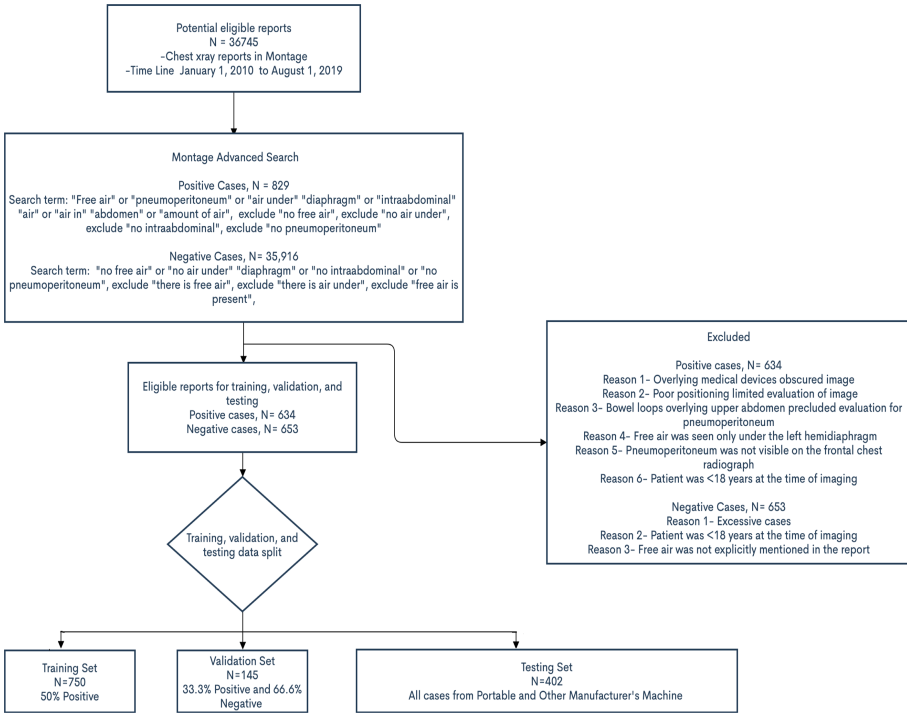 Potential eligible reports
N = 36745
-Chest xray reports in Montage
-Time Line January 1, 2010 to August 1, 2019
Montage Advanced Search
Positive Cases, N = 829
Search term: "Free air" or "pneumoperitoneum" or "air under" "diaphragm" or "intraabdominal"
"air" or "air in" "abdomen" or "amount of air", exclude "no free air", exclude "no air under",
exclude "no intraabdominal", exclude "no pneumoperitoneum"
Negative Cases, N= 35,916
Search term: "no free air" or "no air under" "diaphragm" or "no intraabdominal" or "no
pneumoperitoneum", exclude "there is free air", exclude "there is air under", exclude "free air is
present",
Excluded
Positive cases, N= 634
Reason 1- Overlying medical devices obscured image
Reason 2- Poor positioning limited evaluation of image
Reason 3- Bowel loops overlying upper abdomen precluded evaluation for
pneumoperitoneum
Reason 4- Free air was seen only under the left hemidiaphragm
Reason 5- Pneumoperitoneum was not visible on the frontal chest
radiograph
Reason 6- Patient was <18 years at the time of imaging
Negative Cases, N= 653
Reason 1- Excessive cases
Reason 2- Patient was <18 years at the time of imaging
Reason 3- Free air was not explicitly mentioned in the report
Eligible reports for training, validation, and
testing
Positive cases, N= 634
Negative cases, N= 653
Training, validation, and
testing data split
Training Set
N=750
50% Positive
Validation Set
N=145
33.3% Positive and 66.6%
Negative
Testing Set
N=402
All cases from Portable and Other Manufacturer's Machine